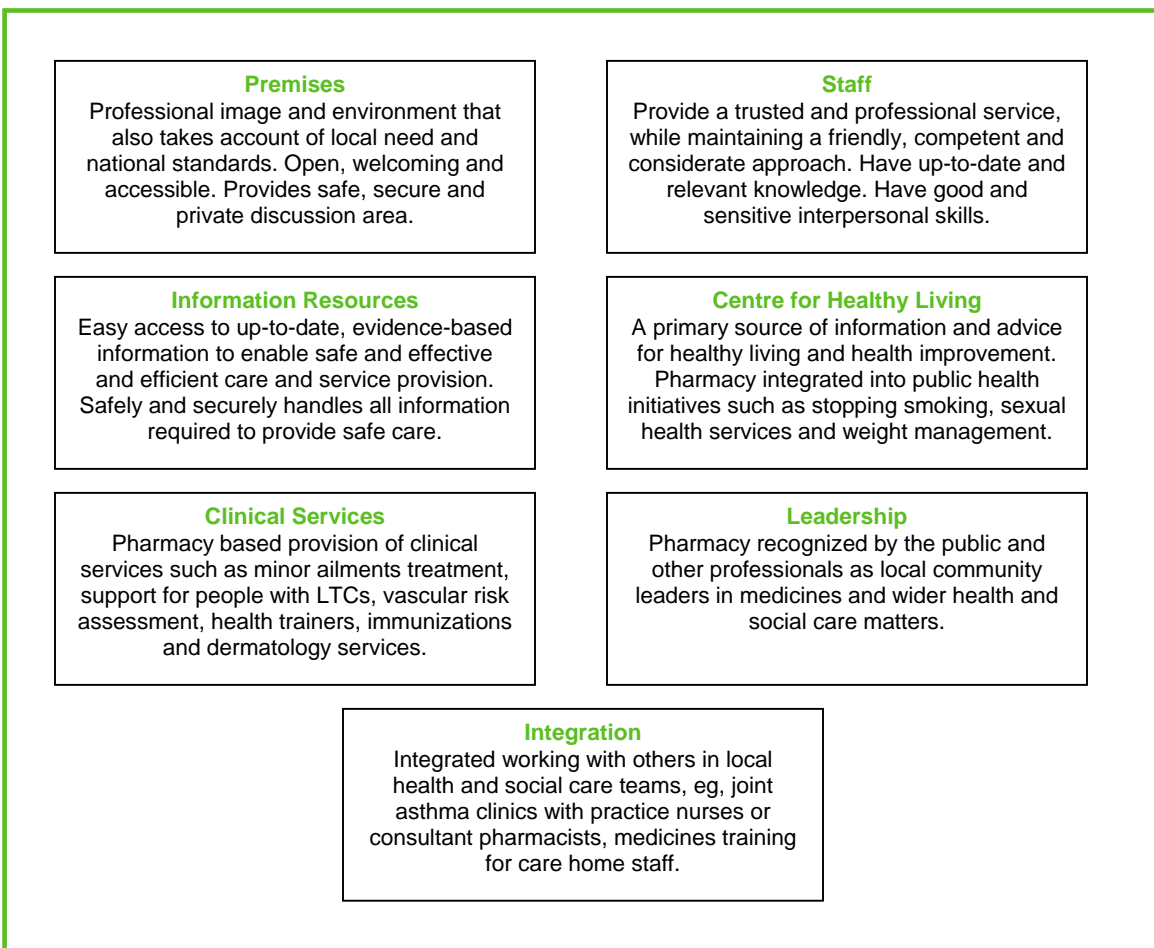 Premises
Professional image and environment that
also takes account of local need and
national standards. Open, welcoming and
accessible. Provides safe, secure and
private discussion area.
Staff
Provide a trusted and professional service,
while maintaining a friendly, competent and
considerate approach. Have up-to-date and
relevant knowledge. Have good and
sensitive interpersonal skills.
Information Resources
Easy access to up-to-date, evidence-based
information to enable safe and effective
and efficient care and service provision.
Safely and securely handles all information
required to provide safe care.
Centre for Healthy Living
A primary source of information and advice
for healthy living and health improvement.
Pharmacy integrated into public health
initiatives such as stopping smoking, sexual
health services and weight management.
Clinical Services
Pharmacy based provision of clinical
services such as minor ailments treatment,
support for people with LTCs, vascular risk
assessment, health trainers, immunizations
and dermatology services.
Leadership
Pharmacy recognized by the public and
other professionals as local community
leaders in medicines and wider health and
social care matters.
Integration
Integrated working with others in local
health and social care teams, eg, joint
asthma clinics with practice nurses or
consultant pharmacists, medicines training
for care home staff.